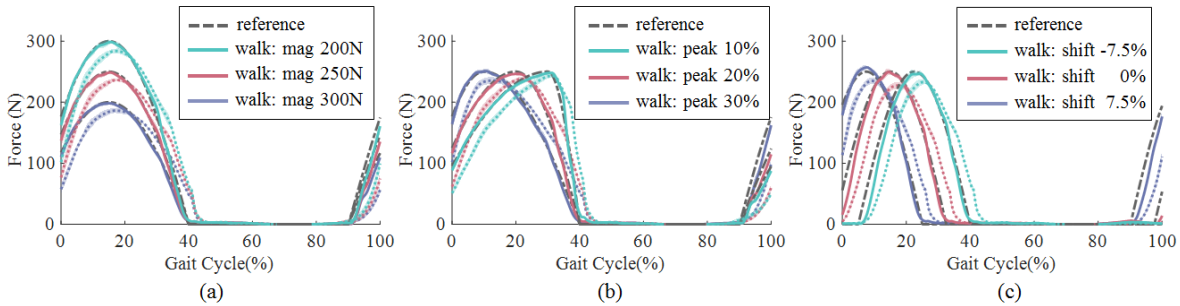 reference
walk: mag 200N
walk: mag 250N
walk: mag 300N
300
200
100
0
Force (N)
0 20 40 60 80 100
Gait Cycle(%)
(a)
reference
walk: peak 10%
walk: peak 20%
walk: peak 30%
300
200
100
0
Force (N)
0 20 40 60 80 100
Gait Cycle(%)
(b)
reference
walk: shift -7.5%
walk: shift 0%
walk: shift 7.5%
300
200
100
0
Force (N)
0 20 40 60 80 100
Gait Cycle(%)
(c)